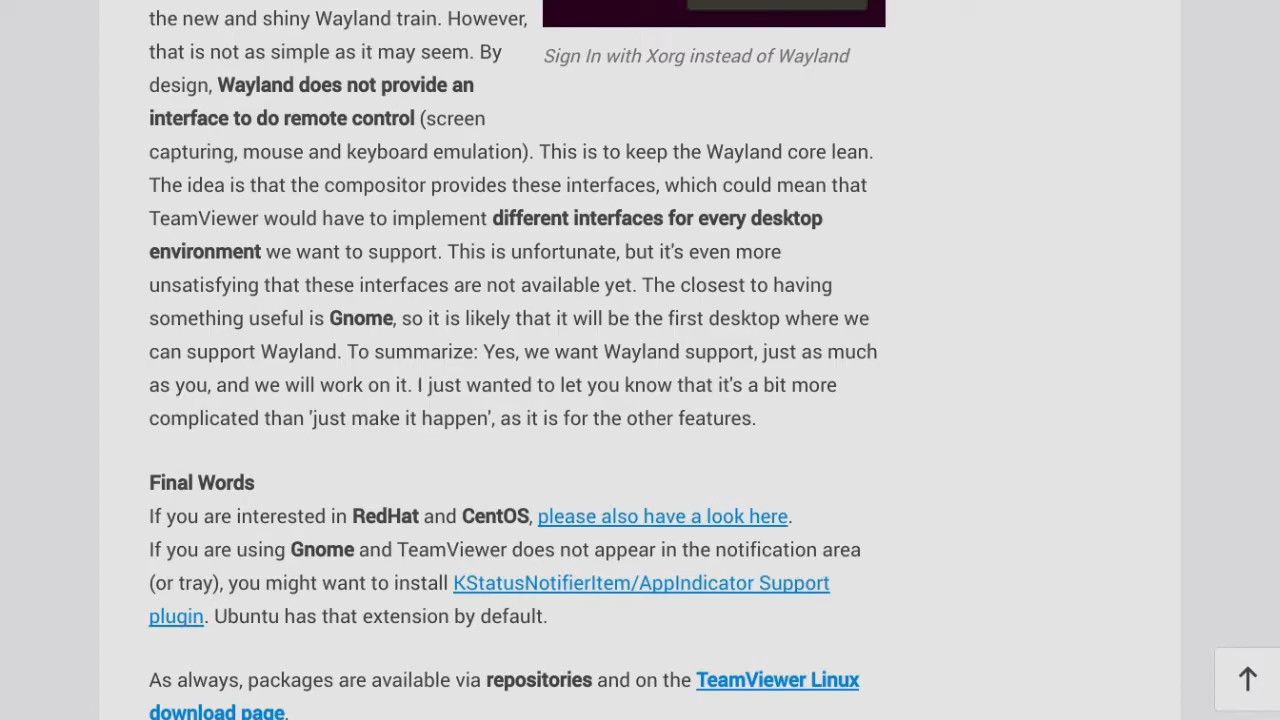 the new and shiny Wayland train. However,
that is not as simple as it may seem. By
Sign In with Xorg instead of Wayland
design, Wayland does not provide an
interface to do remote control (screen
capturing, mouse and keyboard emulation). This is to keep the Wayland core lean.
The idea is that the compositor provides these interfaces, which could mean that
TeamViewer would have to implement different interfaces for every desktop
environment we want to support. This is unfortunate, but it's even more
unsatisfying that these interfaces are not available yet. The closest to having
something useful is Gnome, so it is likely that it will be the first desktop where we
can support Wayland. To summarize: Yes, we want Wayland support, just as much
as you, and we will work on it. I just wanted to let you know that it's a bit more
complicated than 'just make it happen', as it is for the other features.
Final Words
If you are interested in RedHat and CentOS, please also have a look here.
If you are using Gnome and TeamViewer does not appear in the notification area
(or tray), you might want to install KStatusNotifierItem/AppIndicator Support
plugin. Ubuntu has that extension by default.
As always, packages are available via repositories and on the TeamViewer Linux
download page.